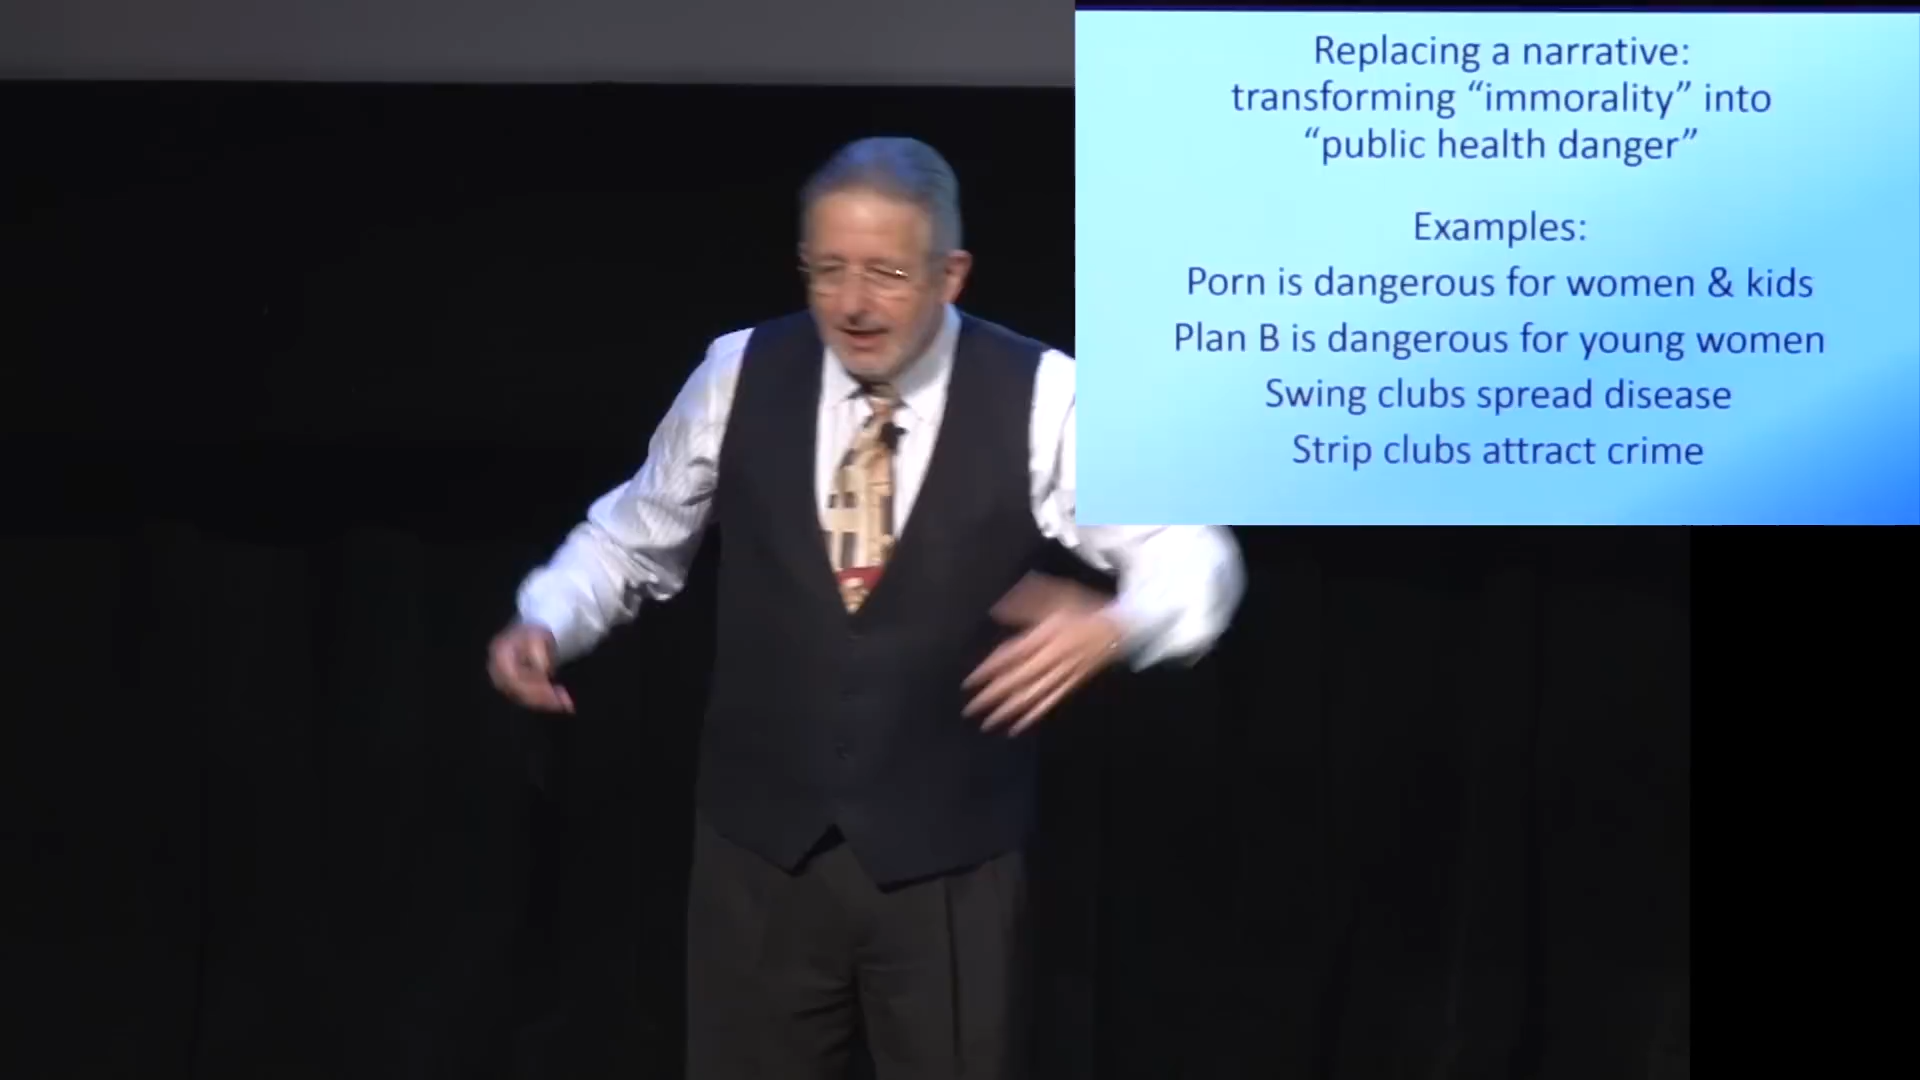 Replacing a narrative:
transforming “immorality” into
“public health danger”
Examples:
Porn is dangerous for women & kids
Plan B is dangerous for young women
Swing clubs spread disease
Strip clubs attract crime